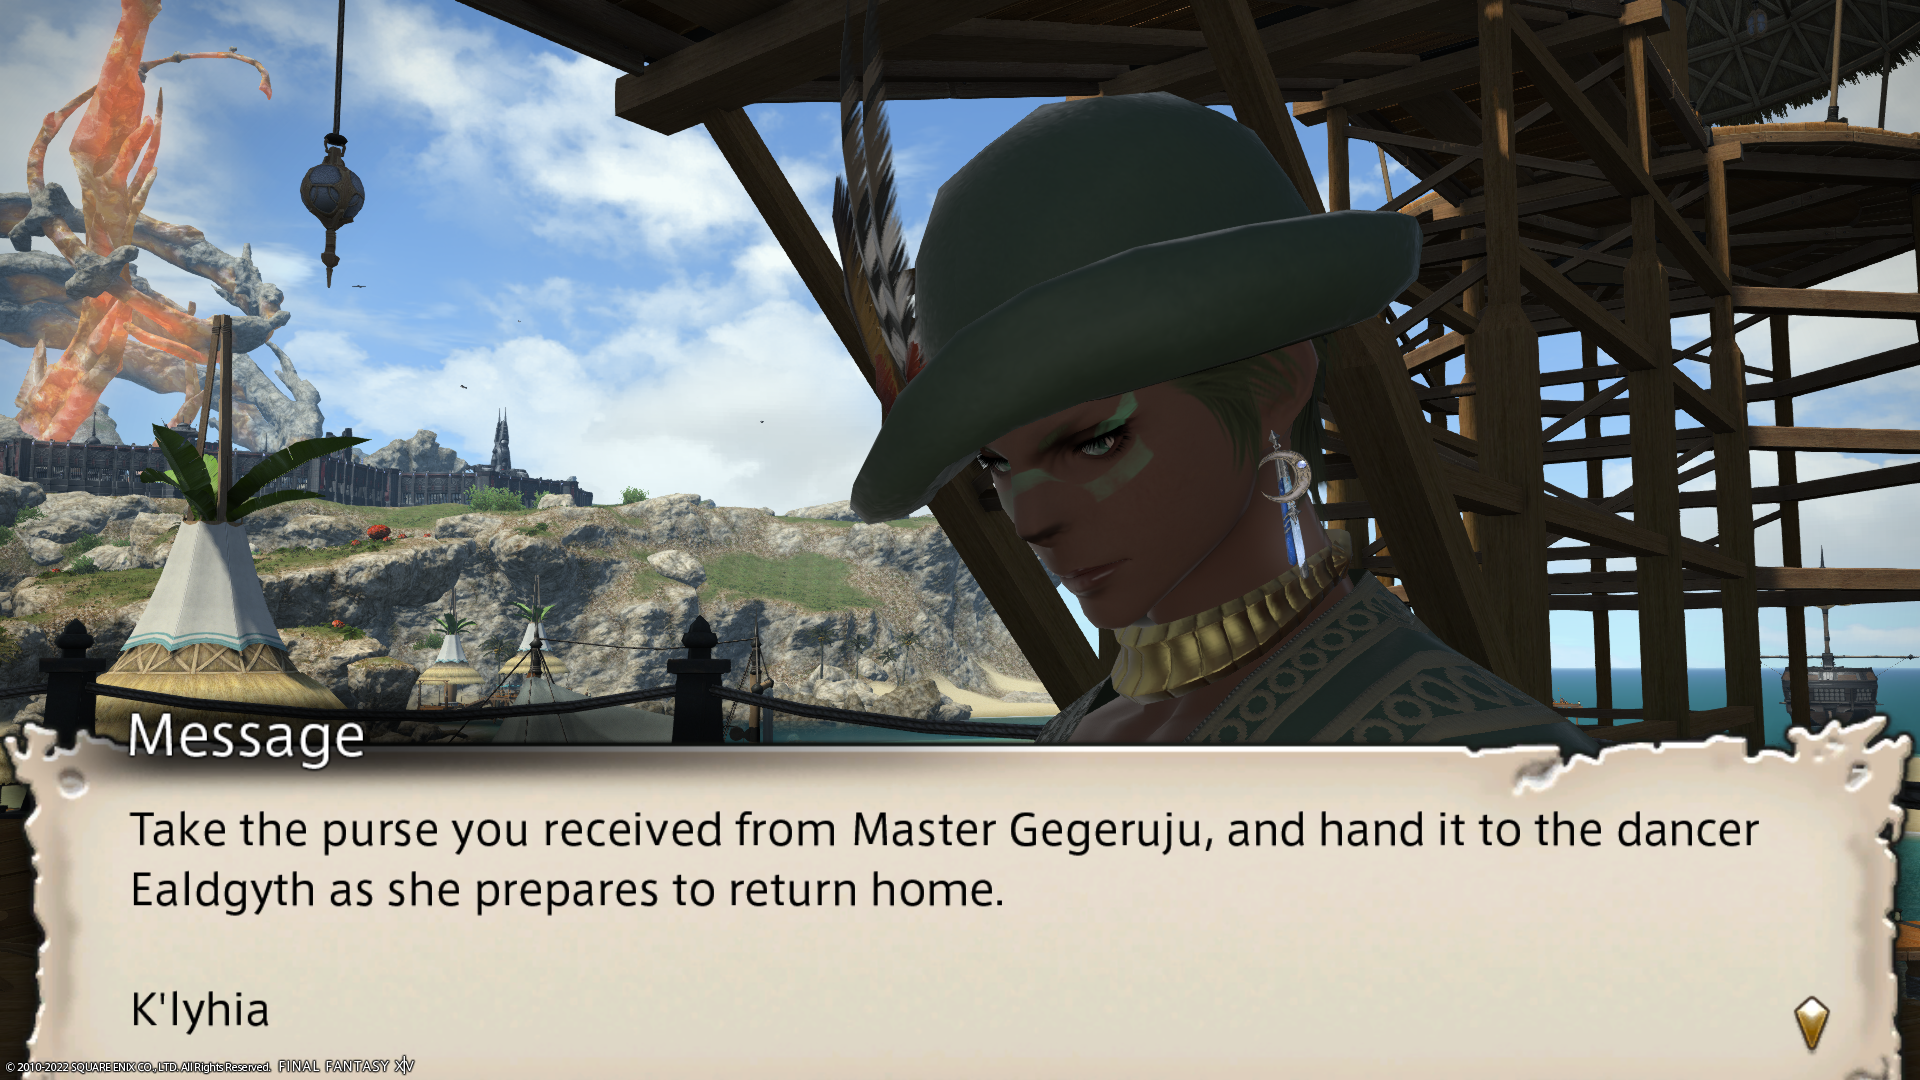 Message
Take the purse you received from Master Gegeruju, and hand it to the dancer
Ealdgyth as she prepares to return home.
K'lyhia
© 2010-2022 SQUARE ENIX CO., LTD. All Rights Reserved. FINAL FANTASY XIV